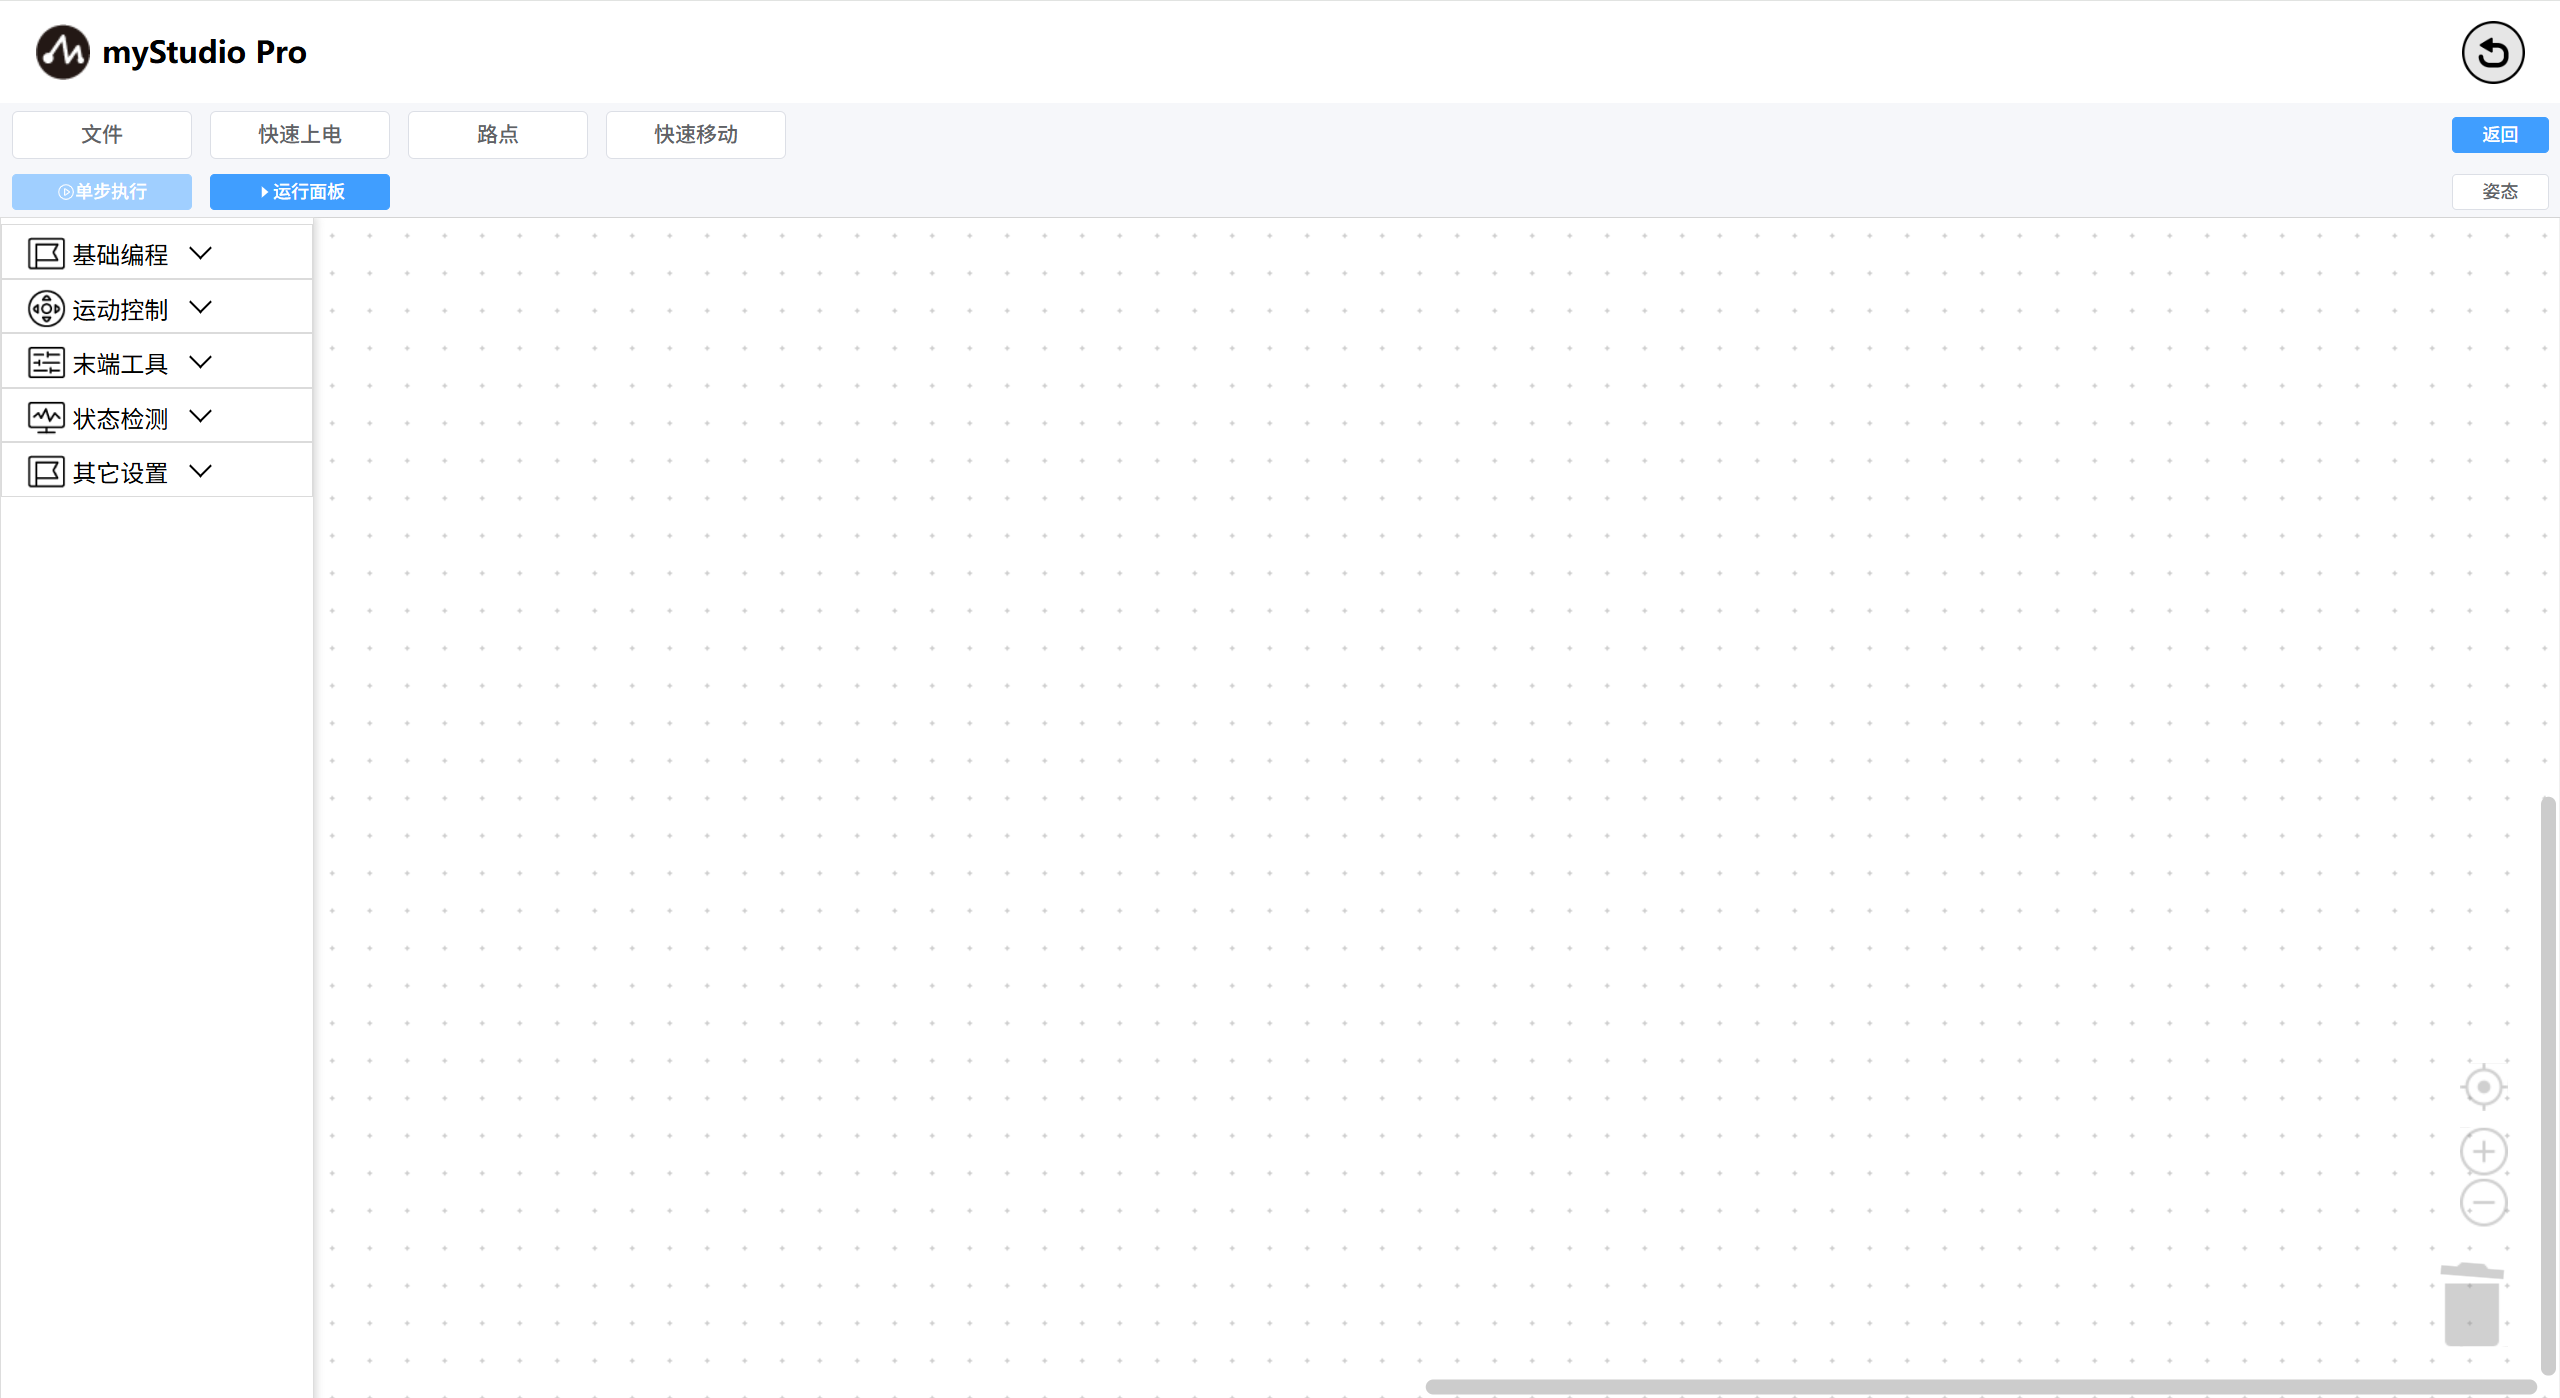 myStudio Pro
文件
快速上电
路点
快速移动
返回
单步执行
运行面板
姿态
基础编程
运动控制
末端工具
状态检测
其它设置